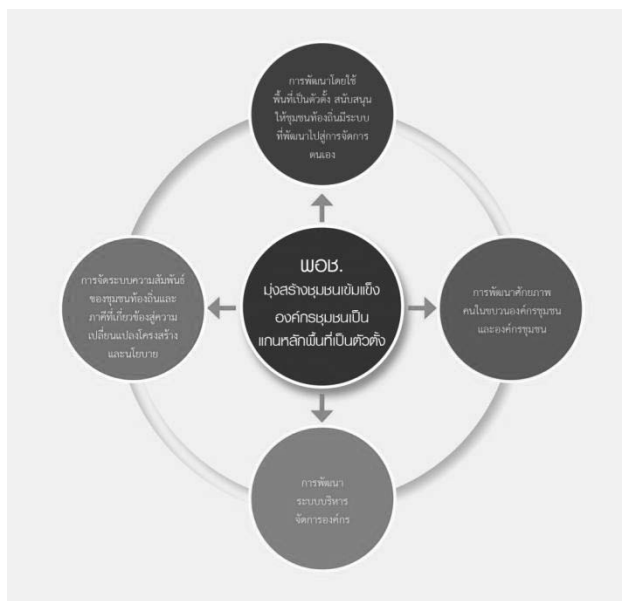 การพัฒนาโดยใช้
พื้นที่เป็นตัวตั้ง สนับสนุน
ให้ชุมชนท้องถิ่นมีระบบ
ที่พัฒนาไปสู่การจัดการ
ตนเอง
พอช.
มุ่งสร้างชุมชนเข้มแข็ง
องค์กรชุมชนเป็น
แกนหลักพื้นที่เป็นตัวตั้ง
การจัดระบบความสัมพันธ์
ของชุมชนท้องถิ่นและ
ภาคีที่เกี่ยวข้องสู่ความ
เปลี่ยนแปลงโครงสร้าง
และนโยบาย
การพัฒนาศักยภาพ
คนในขบวนองค์กรชุมชน
และองค์กรชุมชน
การพัฒนา
ระบบบริหาร
จัดการองค์กร